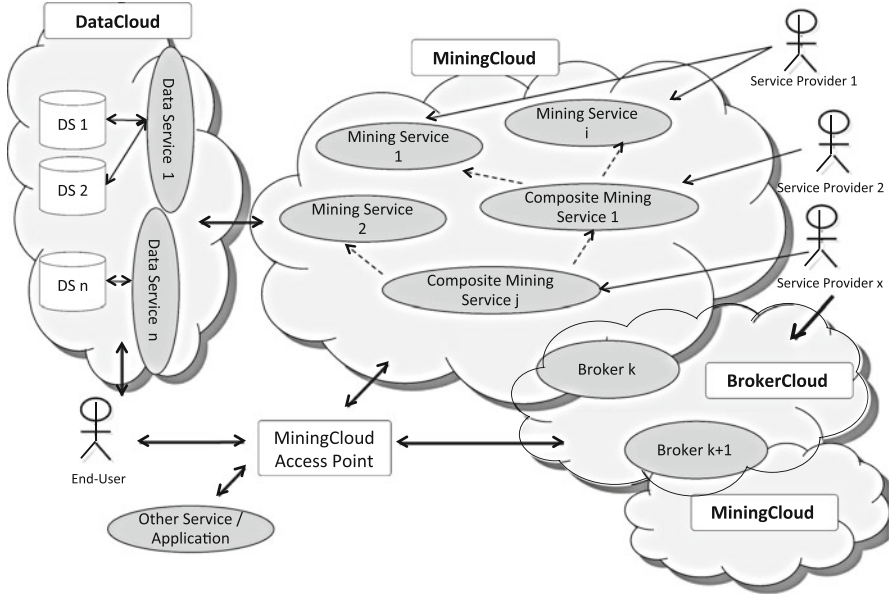 DataCloud
DS 1
DS 2
DS n
Data Service 1
Data Service n
MiningCloud
Mining Service
1
Mining Service
i
Mining Service
2
Composite Mining
Service 1
Composite Mining
Service j
Service Provider 1
Service Provider 2
Service Provider x
Broker k
BrokerCloud
Broker k+1
MiningCloud
End-User
MiningCloud
Access Point
Other Service /
Application